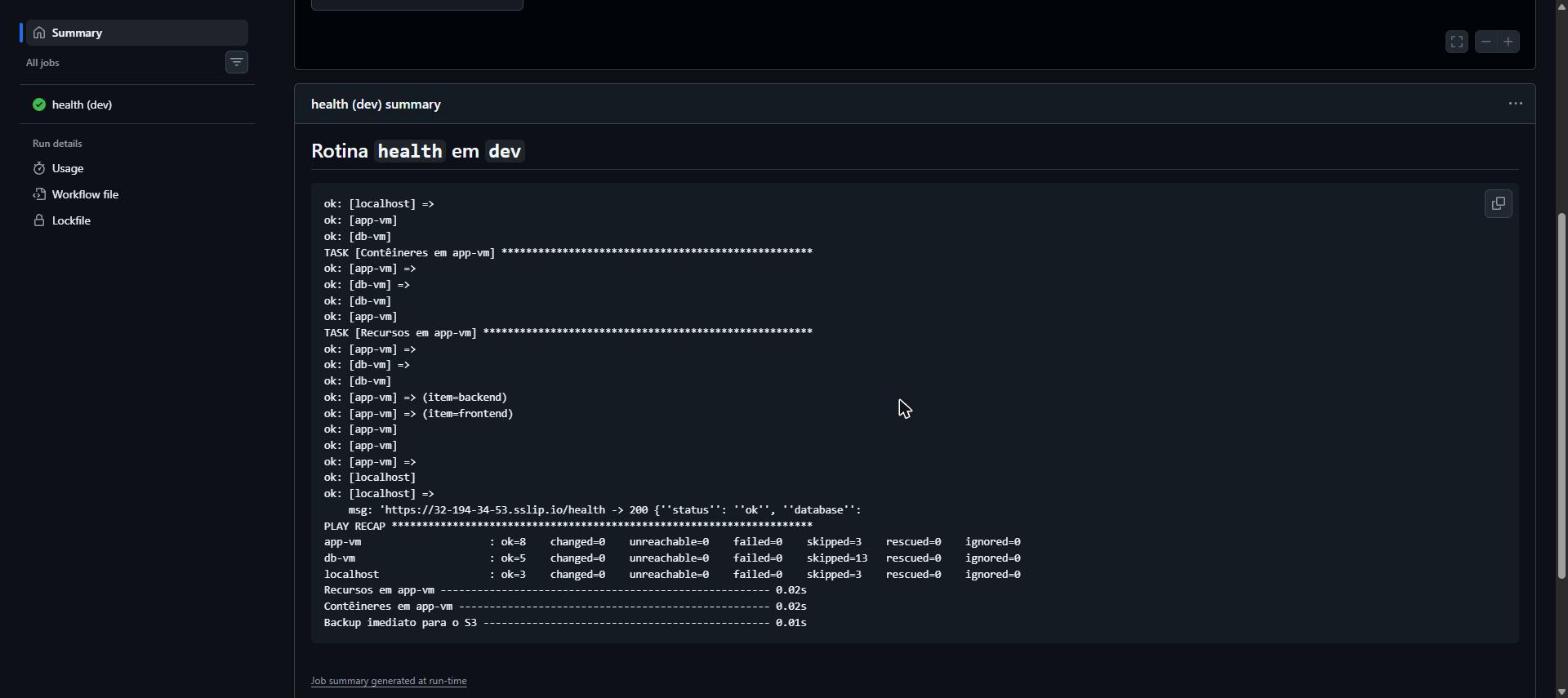 Summary
All jobs
health (dev)
Run details
Usage
Workflow file
Lockfile
health (dev) summary
Rotina health em dev
ok: [localhost] =>
ok: [app-vm]
ok: [db-vm]
TASK [Contêineres em app-vm] ***************************************************
ok: [app-vm] =>
ok: [db-vm] =>
ok: [db-vm]
ok: [app-vm]
TASK [Recursos em app-vm] ******************************************************
ok: [app-vm] =>
ok: [db-vm] =>
ok: [db-vm]
ok: [app-vm] => (item=backend)
ok: [app-vm] => (item=frontend)
ok: [app-vm]
ok: [app-vm]
ok: [app-vm] =>
ok: [localhost]
ok: [localhost] =>
    msg: 'https://32-194-34-53.sslip.io/health -> 200 {''status'': ''ok'', ''database'':
PLAY RECAP *********************************************************************
app-vm                     : ok=8    changed=0    unreachable=0    failed=0    skipped=3    rescued=0    ignored=0
db-vm                      : ok=5    changed=0    unreachable=0    failed=0    skipped=13   rescued=0    ignored=0
localhost                  : ok=3    changed=0    unreachable=0    failed=0    skipped=3    rescued=0    ignored=0
Recursos em app-vm ------------------------------------------------------ 0.02s
Contêineres em app-vm --------------------------------------------------- 0.02s
Backup imediato para o S3 ----------------------------------------------- 0.01s
Job summary generated at run-time